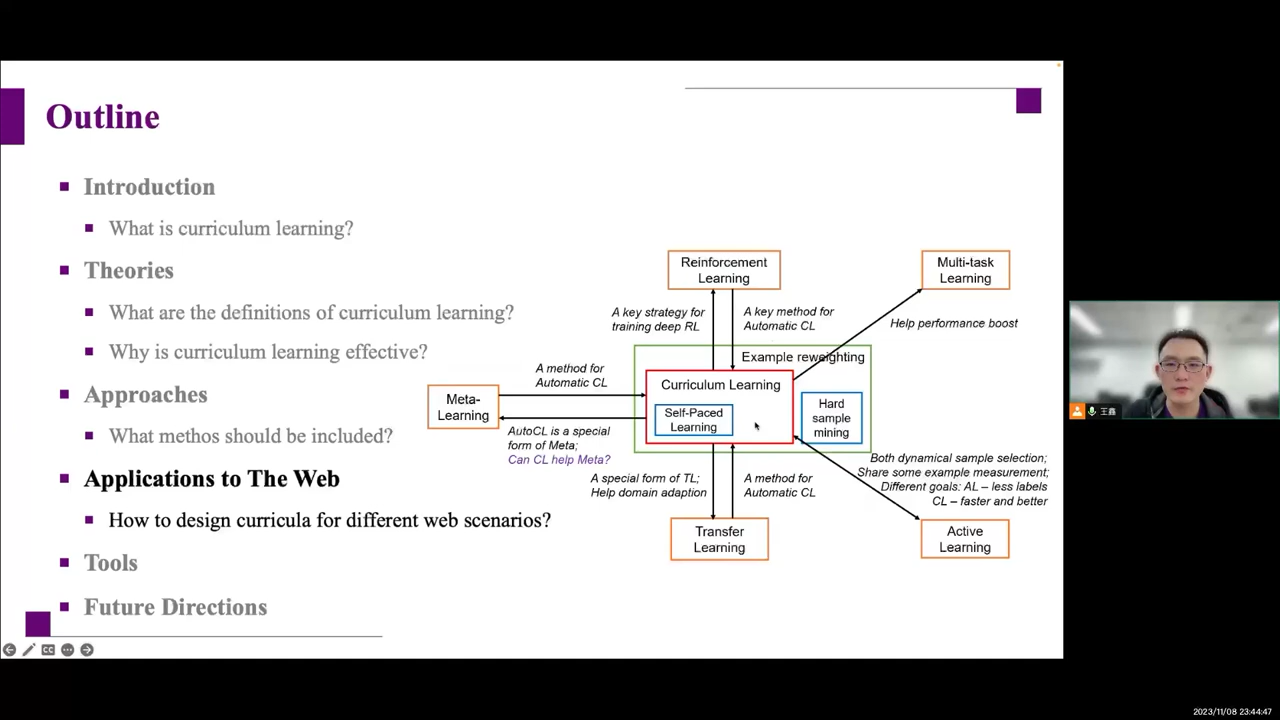 Outline
Introduction
What is curriculum learning?
Theories
What are the definitions of curriculum learning?
Why is curriculum learning effective?
Approaches
What methos should be included?
Applications to The Web
How to design curricula for different web scenarios?
Tools
Future Directions
Reinforcement
Learning
Multi-task
Learning
A key strategy for
training deep RL
A key method for
Automatic CL
Help performance boost
Example reweighting
A method for
Automatic CL
Curriculum Learning
Self-Paced
Learning
Hard
sample
mining
Meta-
Learning
AutoCL is a special
form of Meta;
Can CL help Meta?
A special form of TL;
Help domain adaption
A method for
Automatic CL
Both dynamical sample selection;
Share some example measurement;
Different goals: AL – less labels
CL – faster and better
Transfer
Learning
Active
Learning
CC
王鑫
2023/11/08 23:44:47